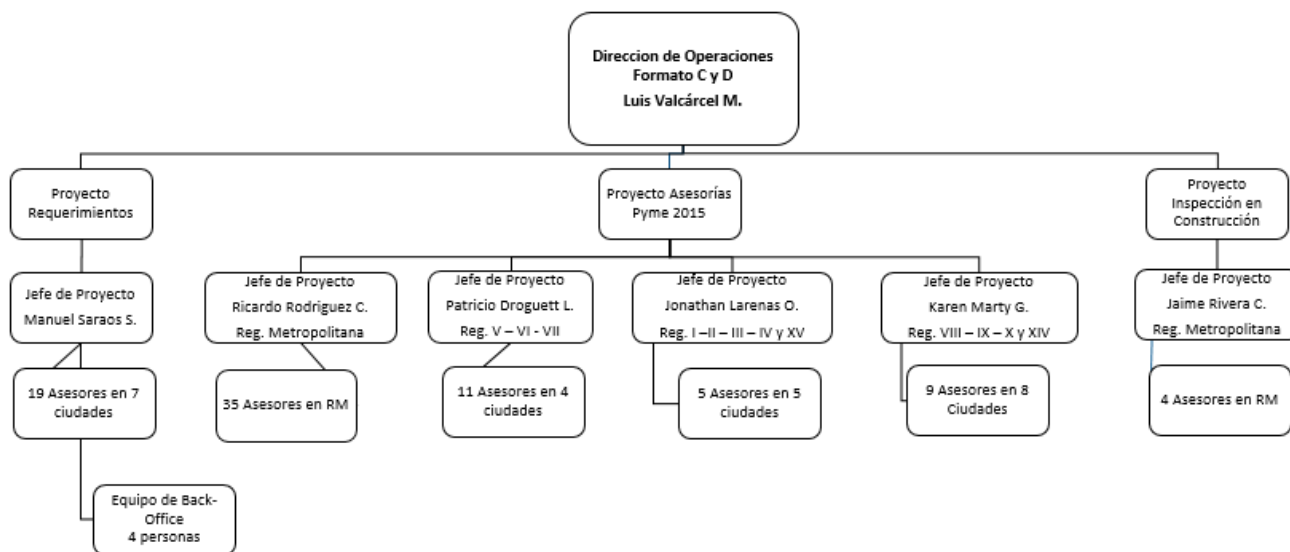 Direccion de Operaciones
Formato C y D
Luis Valcárcel M.
Proyecto
Requerimientos
Proyecto Asesorías
Pyme 2015
Proyecto
Inspección en
Construcción
Jefe de Proyecto
Manuel Saraos S.
Jefe de Proyecto
Ricardo Rodriguez C.
Reg. Metropolitana
Jefe de Proyecto
Patricio Droguett L.
Reg. V – VI - VII
Jefe de Proyecto
Jonathan Larenas O.
Reg. I –II – III – IV y XV
Jefe de Proyecto
Karen Marty G.
Reg. VIII – IX – X y XIV
Jefe de Proyecto
Jaime Rivera C.
Reg. Metropolitana
19 Asesores en 7
ciudades
35 Asesores en RM
11 Asesores en 4
ciudades
5 Asesores en 5
ciudades
9 Asesores en 8
Ciudades
4 Asesores en RM
Equipo de Back-
Office
4 personas